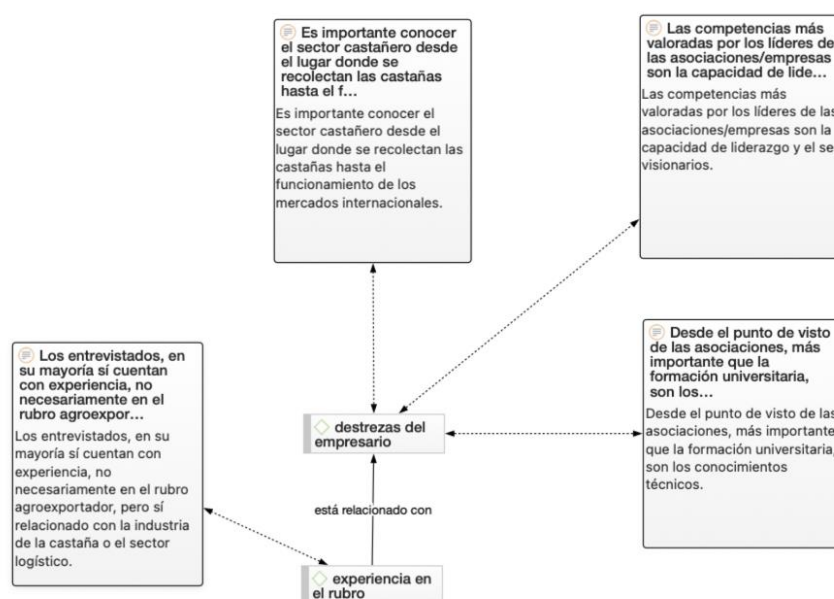 Es importante conocer
el sector castañero desde
el lugar donde se
recolectan las castañas
hasta el f...
Es importante conocer el
sector castañero desde el
lugar donde se recolectan las
castañas hasta el
funcionamiento de los
mercados internacionales.
Las competencias más
valoradas por los líderes de
las asociaciones/empresas
son la capacidad de lide...
Las competencias más
valoradas por los líderes de las
asociaciones/empresas son la
capacidad de liderazgo y el se
visionarios.
Los entrevistados, en
su mayoría sí cuentan
con experiencia, no
necesariamente en el
rubro agroexpor...
Los entrevistados, en su
mayoría sí cuentan con
experiencia, no
necesariamente en el rubro
agroexportador, pero sí
relacionado con la industria
de la castaña o el sector
logístico.
destrezas del
empresario
Desde el punto de visto
de las asociaciones, más
importante que la
formación universitaria,
son los...
Desde el punto de visto de las
asociaciones, más importante
que la formación universitaria,
son los conocimientos
técnicos.
está relacionado con
experiencia en
el rubro